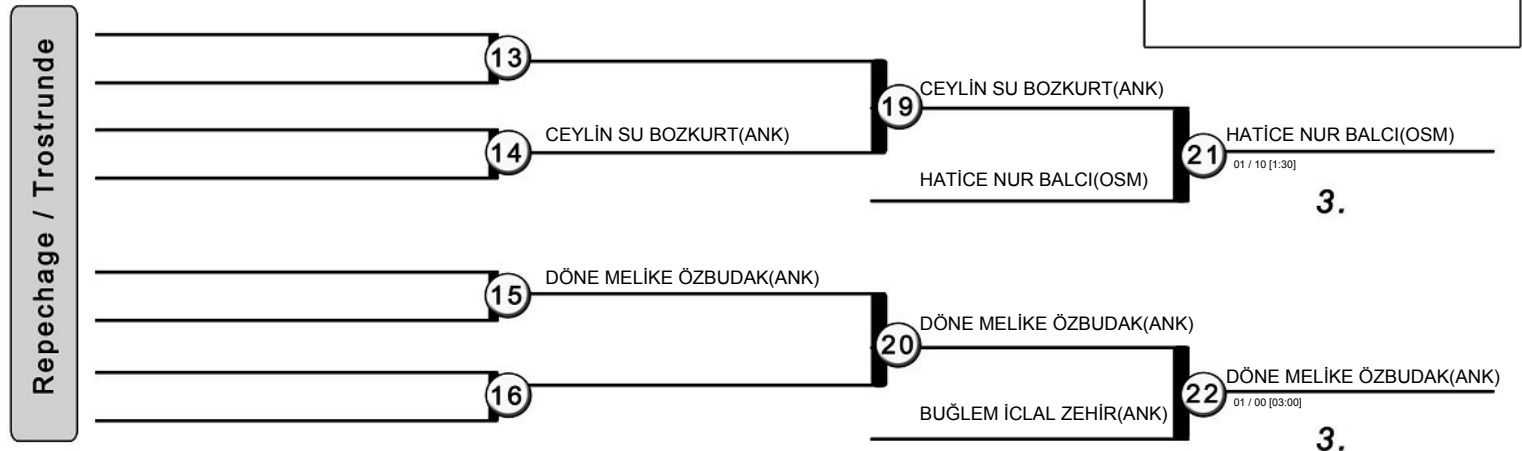 Repechage / Trostrunde
13
14
CEYLİN SU BOZKURT(ANK)
19
CEYLİN SU BOZKURT(ANK)
HATİCE NUR BALCI(OSM)
21
HATİCE NUR BALCI(OSM)
01 / 10 [1:30]
3.
15
DÖNE MELİKE ÖZBUDAK(ANK)
16
20
DÖNE MELİKE ÖZBUDAK(ANK)
BUĞLEM İCLAL ZEHİR(ANK)
22
DÖNE MELİKE ÖZBUDAK(ANK)
01 / 00 [03:00]
3.